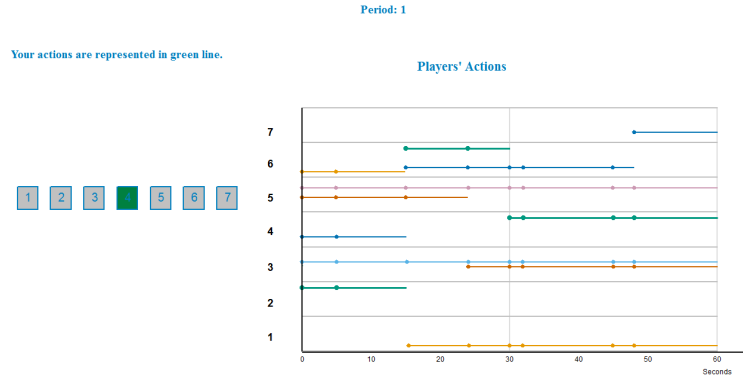 Period: 1
Your actions are represented in green line.
Players' Actions
1 2 3 4 5 6 7
7
6
5
4
3
2
1
0 10 20 30 40 50 60
Seconds